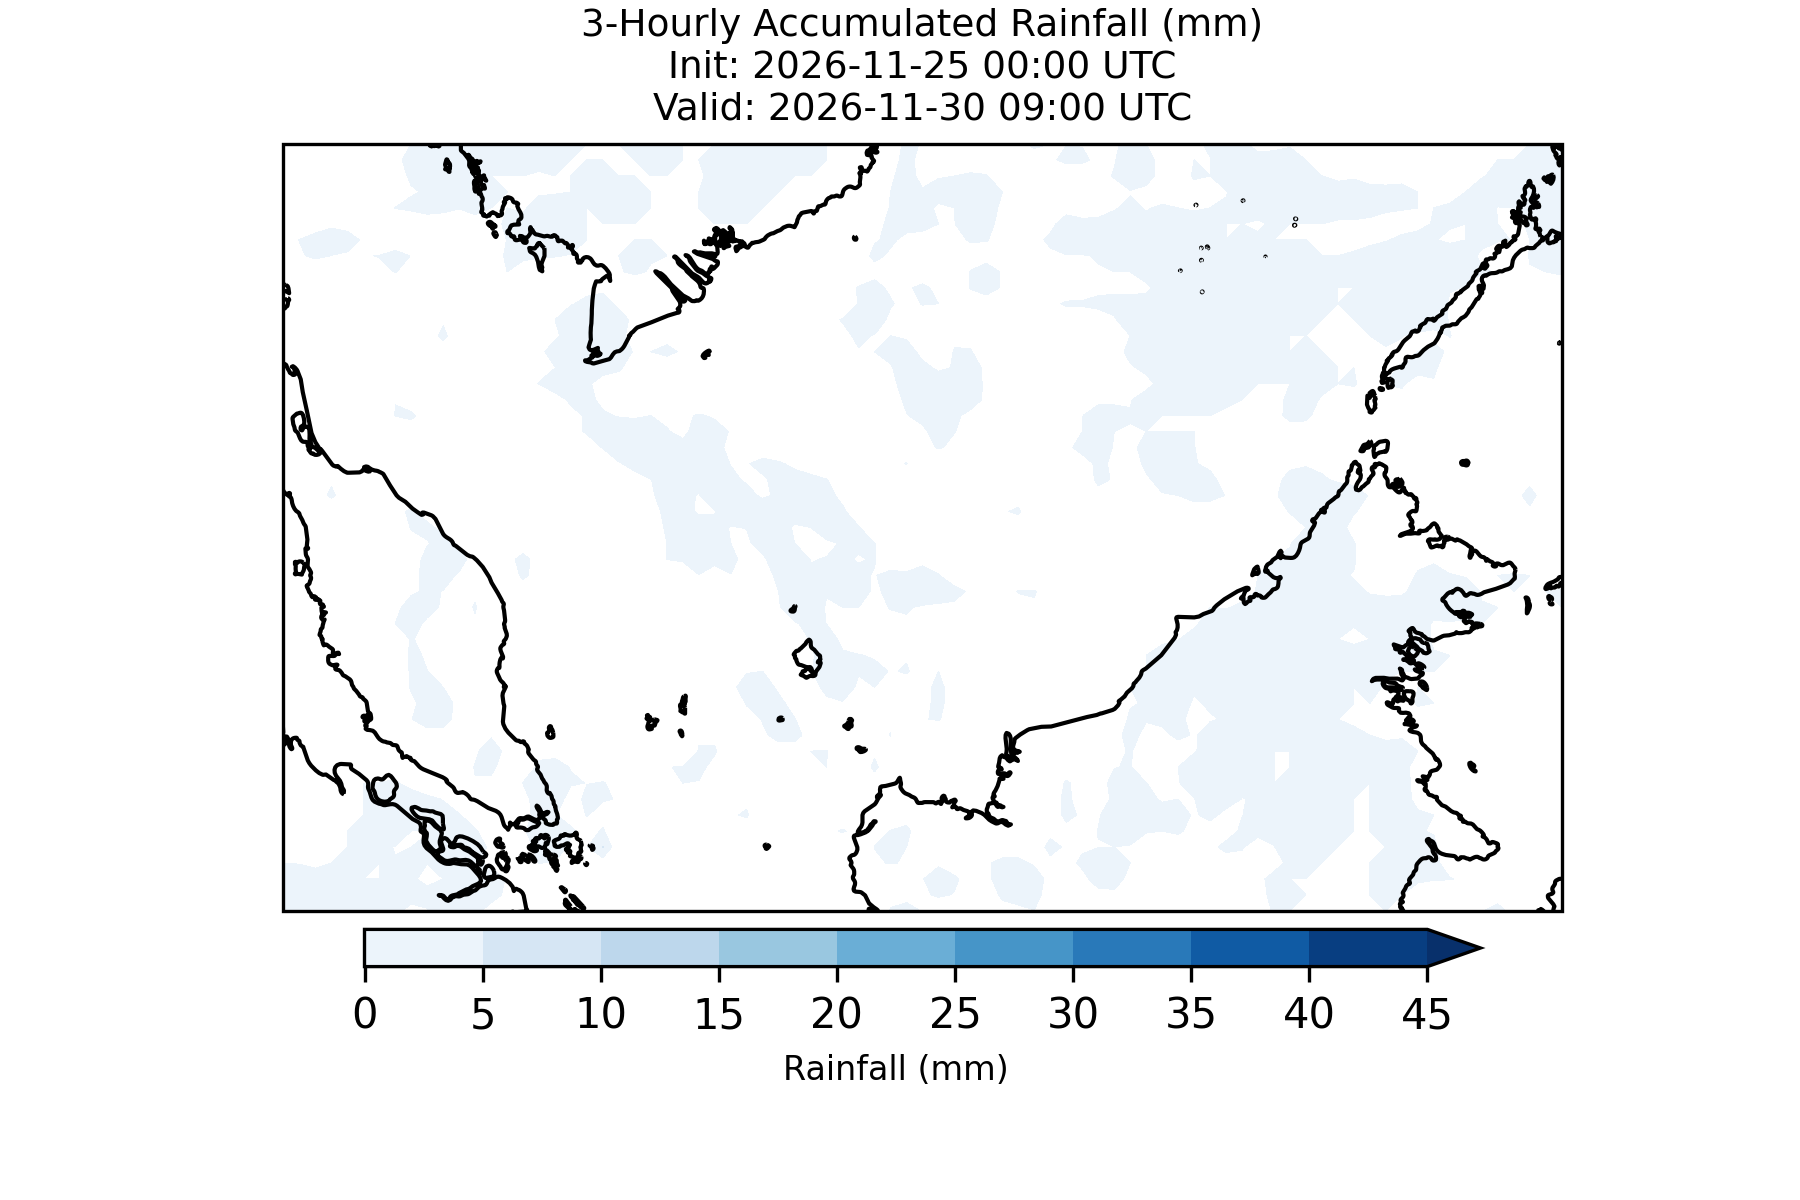 3-Hourly Accumulated Rainfall (mm)
Init: 2026-11-25 00:00 UTC
Valid: 2026-11-30 09:00 UTC
0 5 10 15 20 25 30 35 40 45
Rainfall (mm)